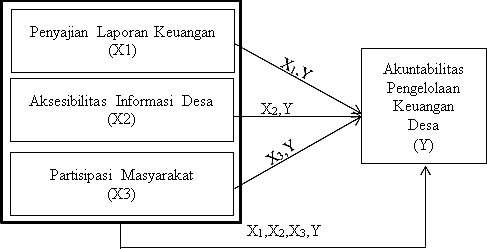 Penyajian Laporan Keuangan
(X1)
X1,Y
Aksesibilitas Informasi Desa
(X2)
X2,Y
Partisipasi Masyarakat
(X3)
X3,Y
Akuntabilitas
Pengelolaan
Keuangan
Desa
(Y)
X1,X2,X3,Y